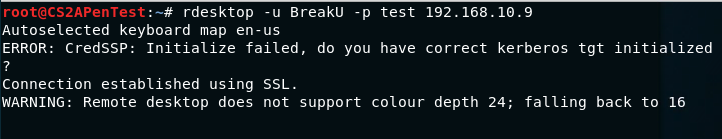 root@CS2APenTest:~# rdesktop -u BreakU -p test 192.168.10.9
Autoselected keyboard map en-us
ERROR: CredSSP: Initialize failed, do you have correct kerberos tgt initialized
?
Connection established using SSL.
WARNING: Remote desktop does not support colour depth 24; falling back to 16